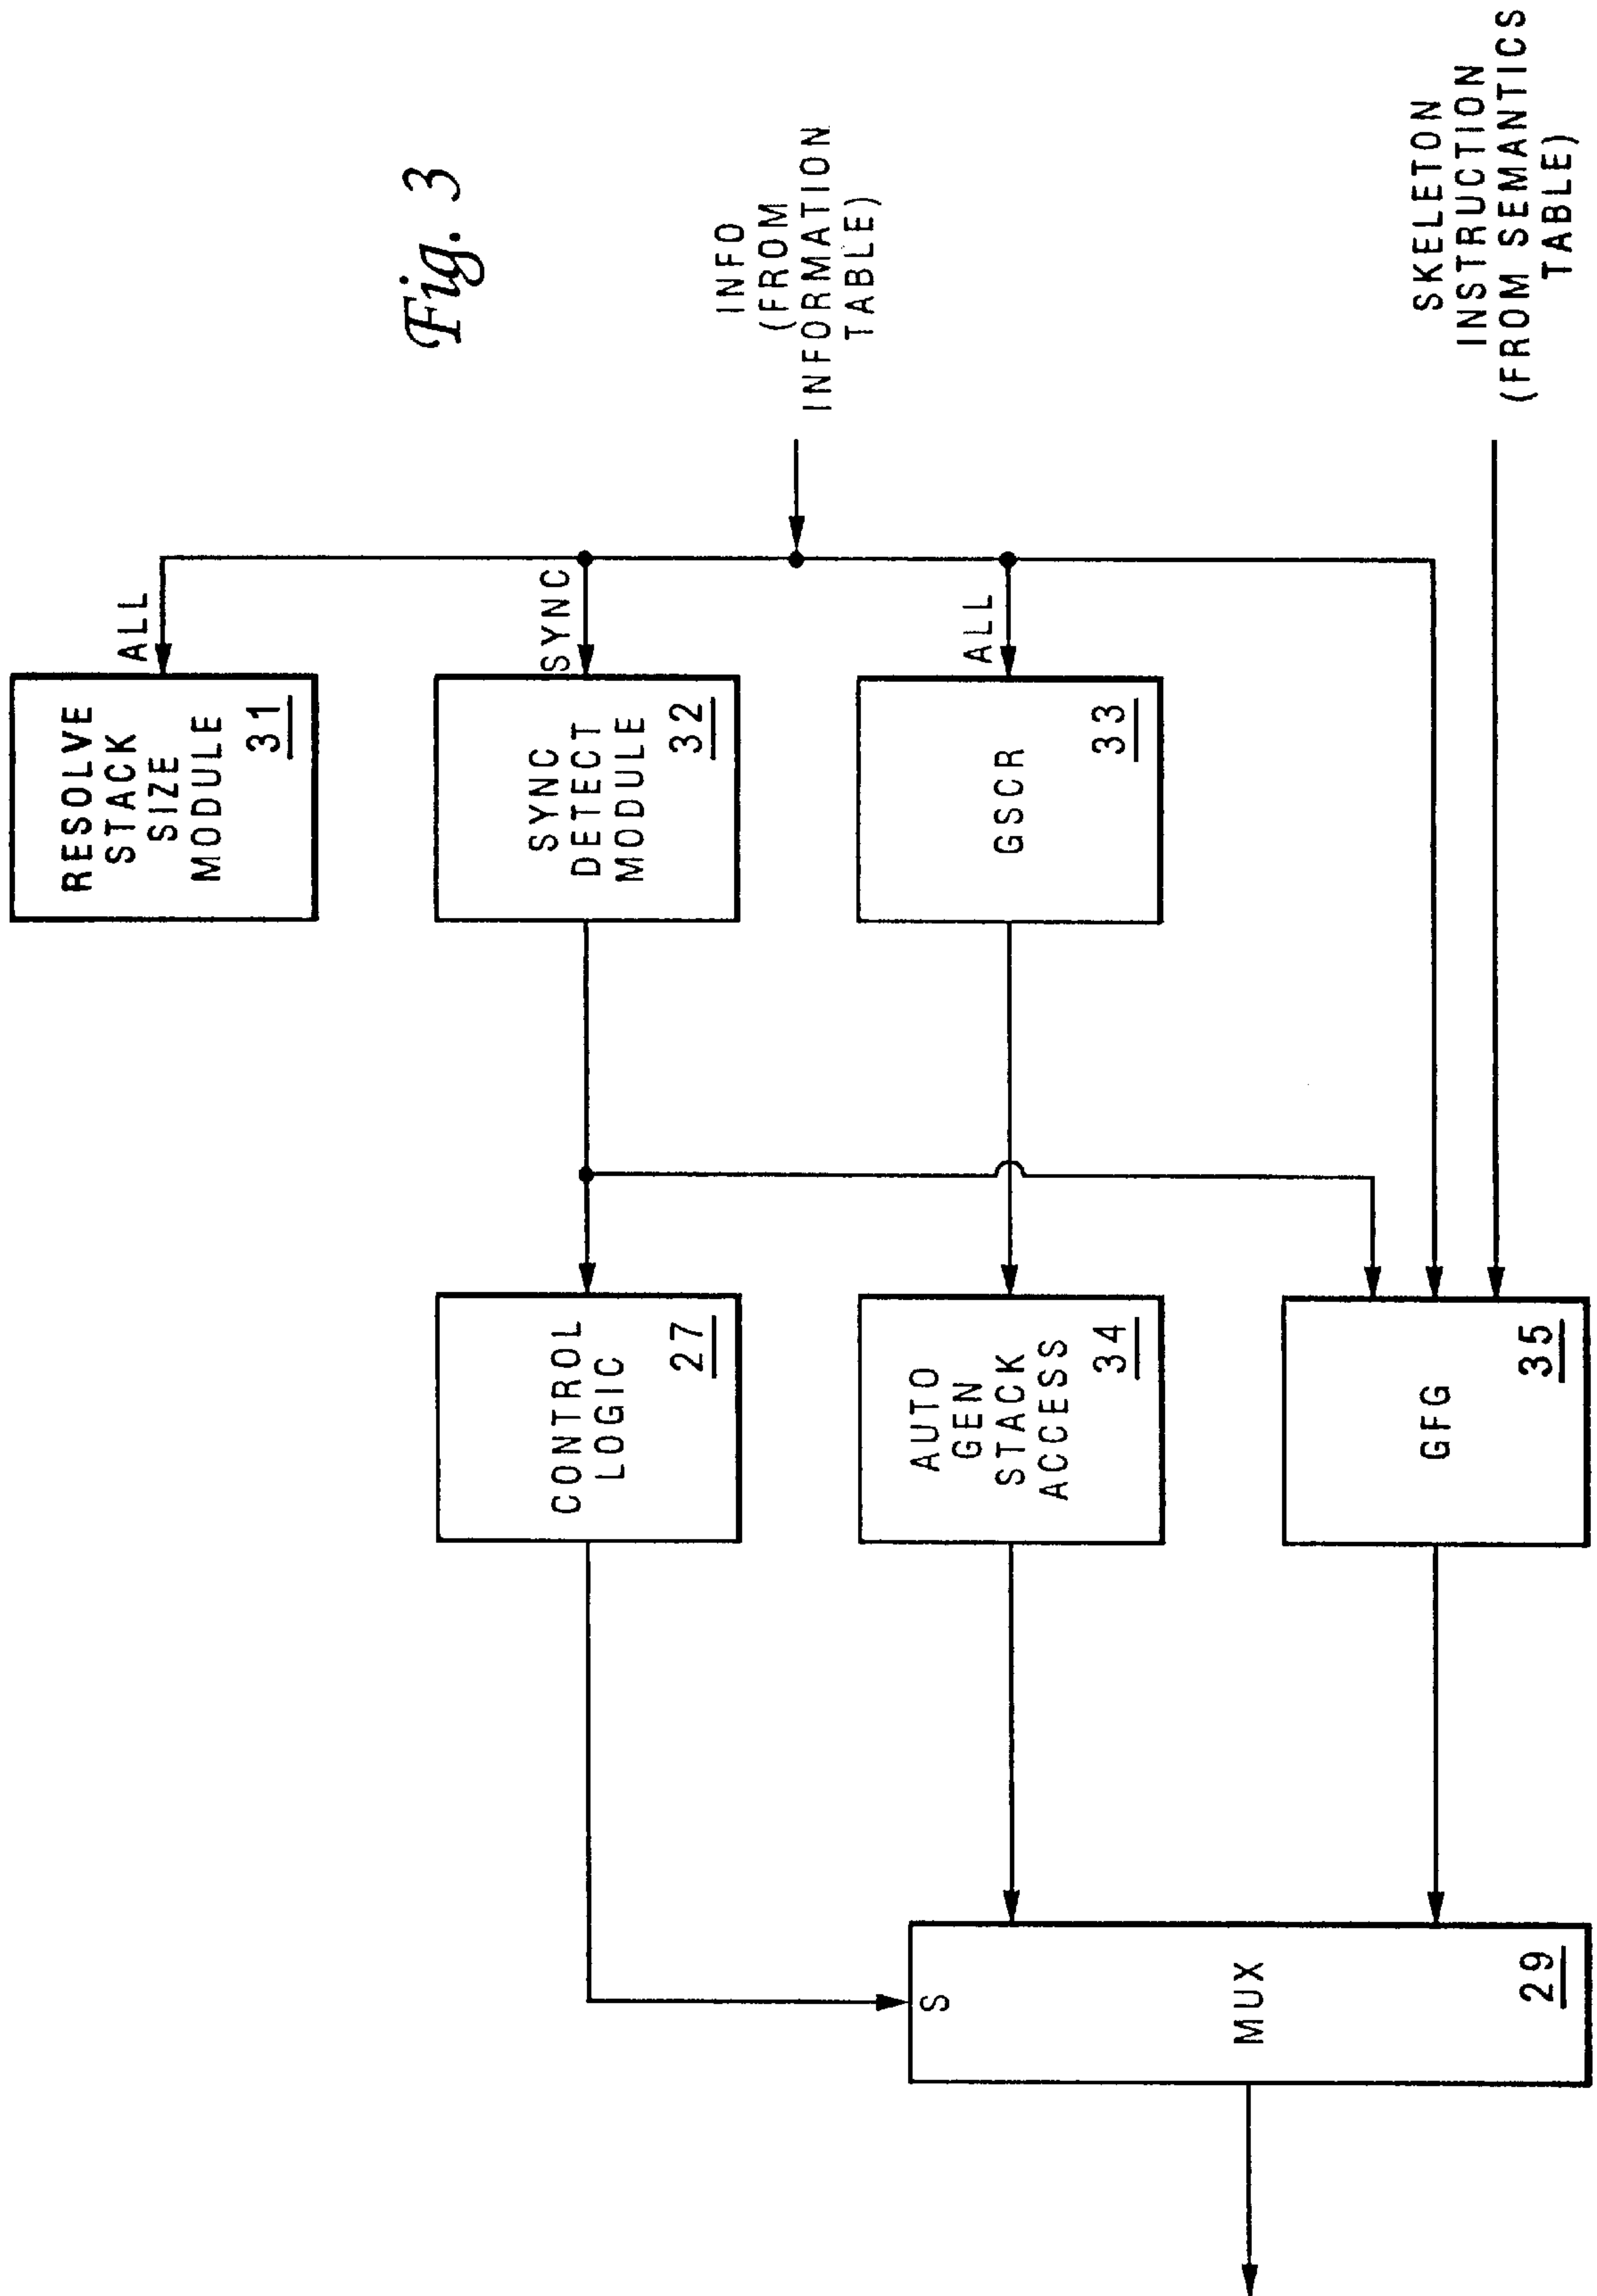 RESOLVE
STACK
SIZE
MODULE
31
ALL
Fig. 3
CONTROL
LOGIC
27
SYNC
DETECT
MODULE
32
SYNC
INFO
(FROM
INFORMATION
TABLE)
S
MUX
29
AUTO
GEN
STACK
ACCESS
34
GSCR
33
ALL
GFG
35
SKELETON
INSTRUCTION
(FROM SEMANTICS
TABLE)